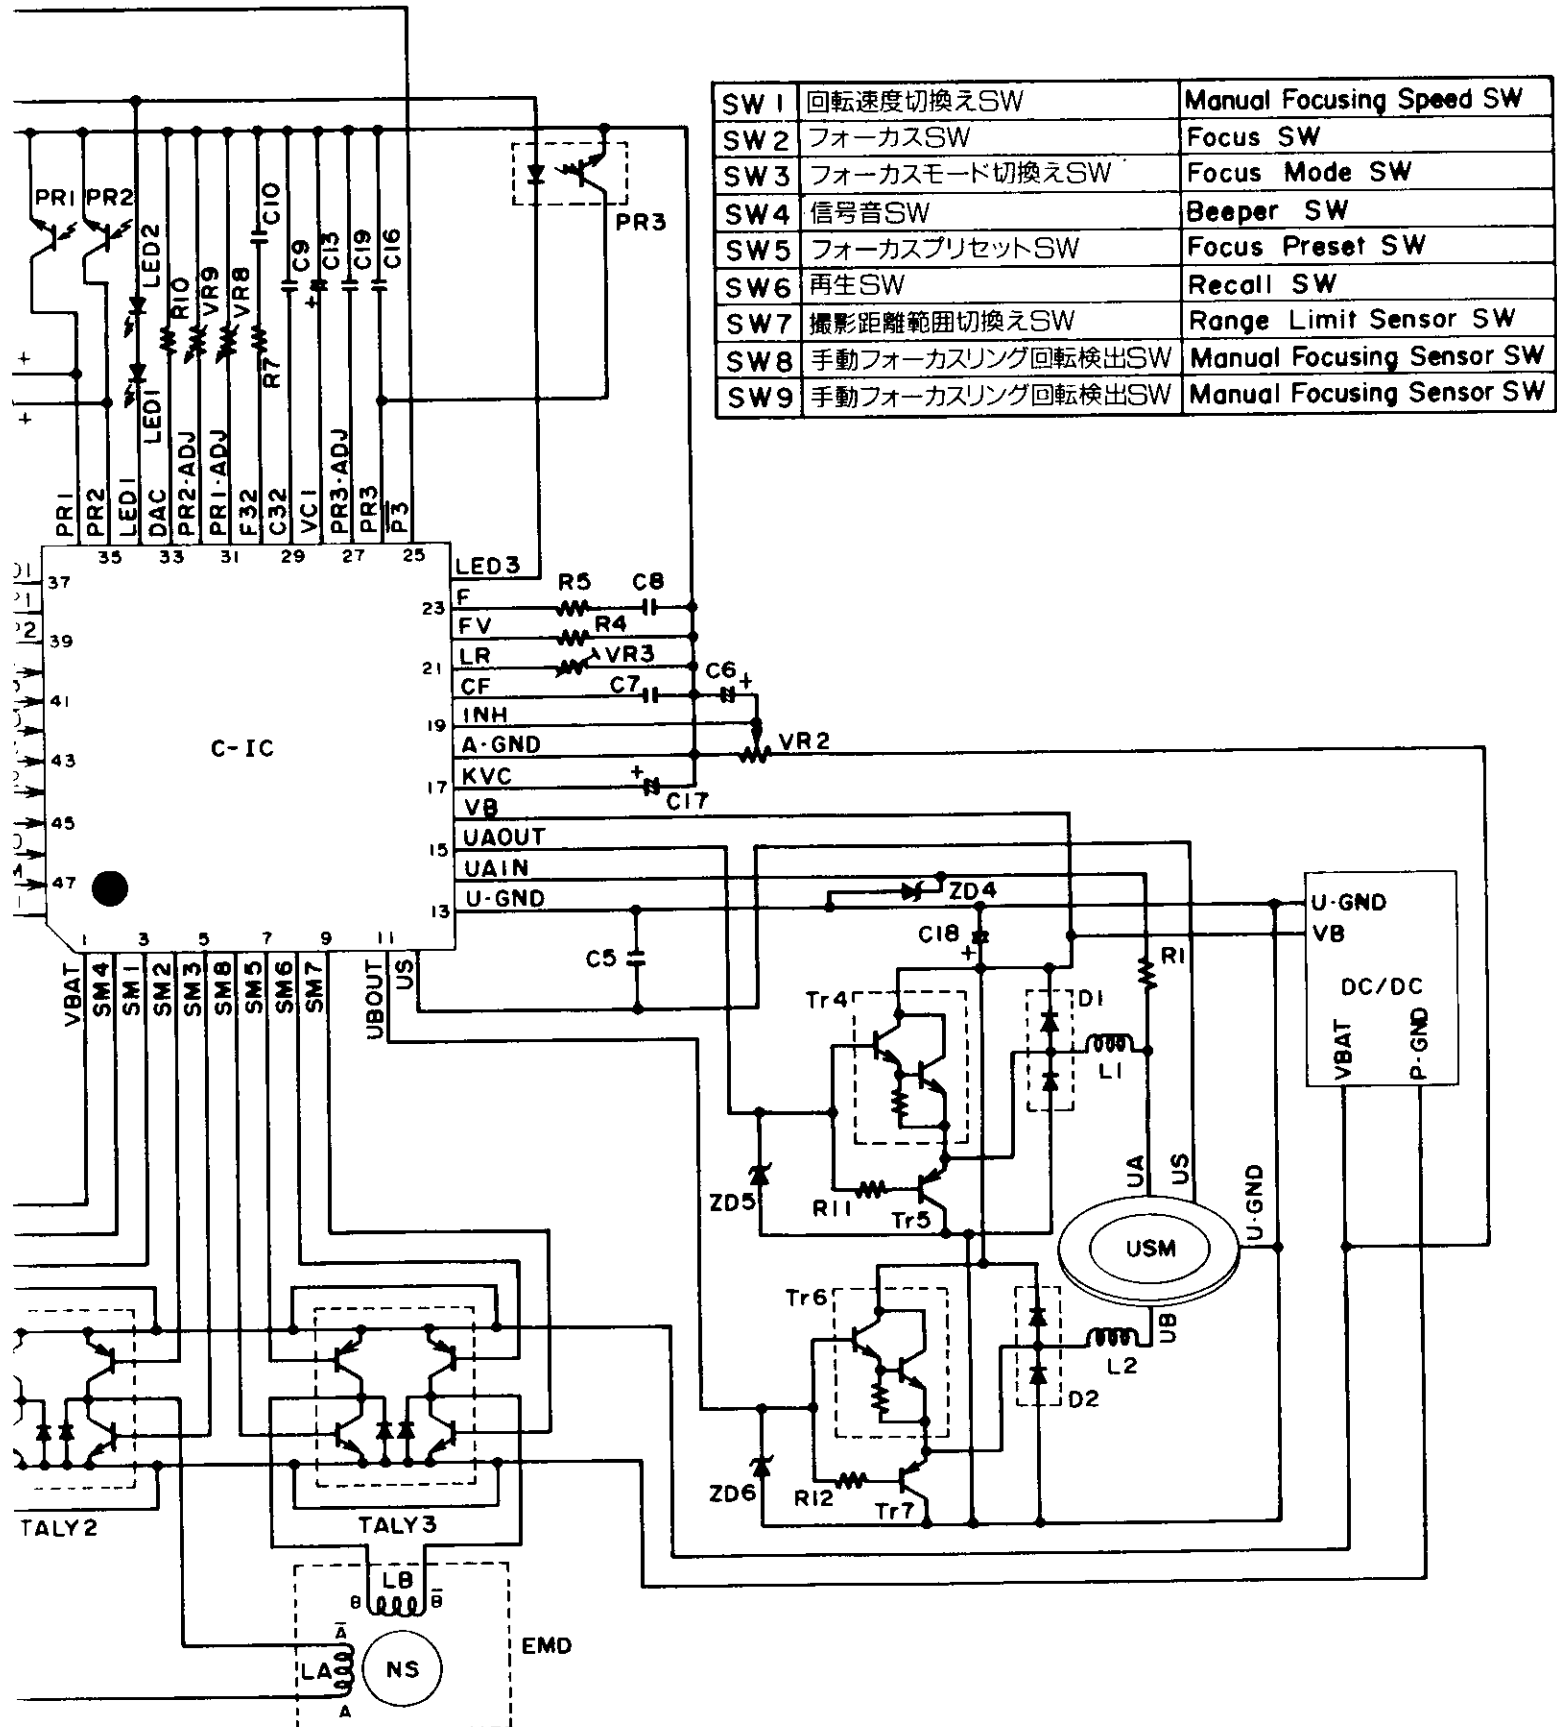 SW1 回転速度切換えSW Manual Focusing Speed SW
SW2 フォーカスSW Focus SW
SW3 フォーカスモード切換えSW Focus Mode SW
SW4 信号音SW Beeper SW
SW5 フォーカスプリセットSW Focus Preset SW
SW6 再生SW Recall SW
SW7 撮影距離範囲切換えSW Range Limit Sensor SW
SW8 手動フォーカスリング回転検出SW Manual Focusing Sensor SW
SW9 手動フォーカスリング回転検出SW Manual Focusing Sensor SW
PR1
PR2
LED2
LED1
R10
VR9
VR8
C10
R7
C9
+
C13
C19
C16
PR3
+
+
PR1
PR2
LED1
DAC
PR2·ADJ
PR1·ADJ
F32
C32
VC1
PR3·ADJ
PR3
P3
35 33 31 29 27 25
37
39
41
43
45
47
C-IC
LED3
23 F R5 C8
FV R4
21 LR VR3
CF C7 C6 +
19 INH
A·GND VR2
17 KVC + C17
VB
15 UAOUT
UAIN
13 U·GND
ZD4
1 3 5 7 9 11
VBAT
SM4
SM1
SM2
SM3
SM8
SM5
SM6
SM7
UBOUT
US
C5
C18
+
R1
U·GND
VB
DC/DC
VBAT
P·GND
Tr4
D1
L1
ZD5
R11
Tr5
UA
US
U·GND
USM
UB
Tr6
L2
D2
ZD6
R12
Tr7
TALY2
TALY3
LB
B B̅
A̅
LA
A
NS
EMD